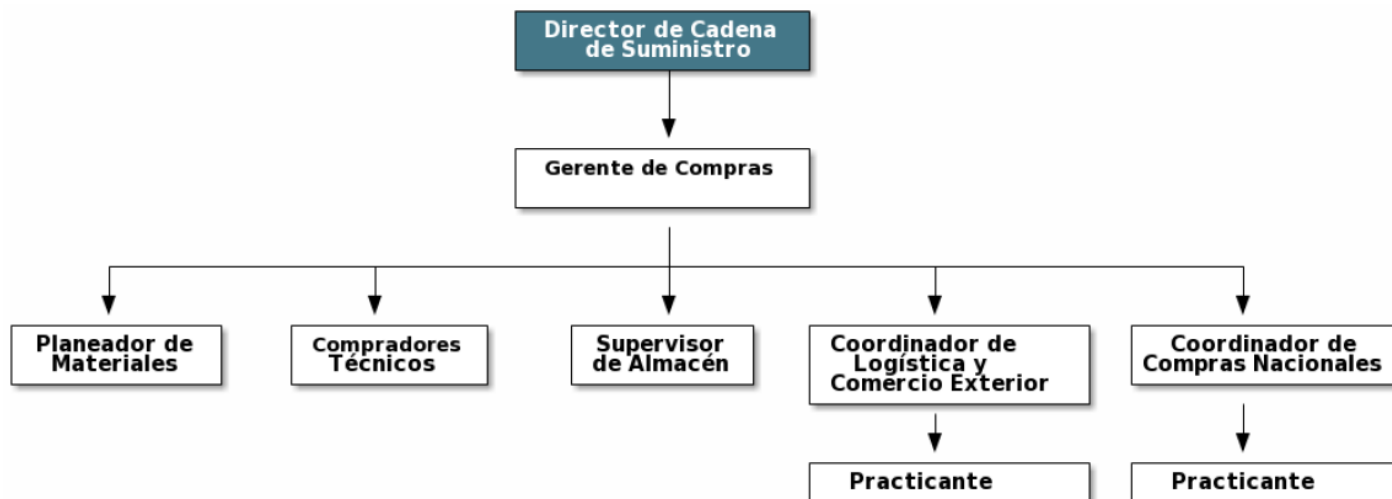 Director de Cadena
de Suministro
Gerente de Compras
Planeador de
Materiales
Compradores
Técnicos
Supervisor
de Almacén
Coordinador de
Logística y
Comercio Exterior
Coordinador de
Compras Nacionales
Practicante
Practicante